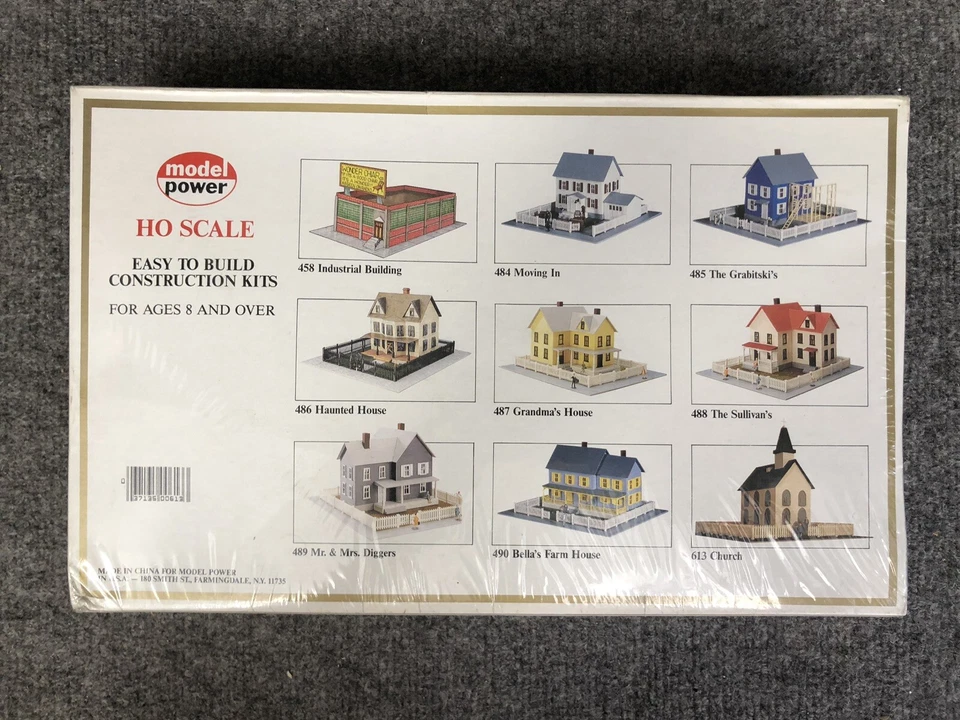 model
power
HO SCALE
EASY TO BUILD
CONSTRUCTION KITS
FOR AGES 8 AND OVER
458 Industrial Building
484 Moving In
485 The Grabitski's
486 Haunted House
487 Grandma's House
488 The Sullivan's
489 Mr. & Mrs. Diggers
490 Bella's Farm House
613 Church
MADE IN CHINA FOR MODEL POWER
IN U.S.A. — 180 SMITH ST., FARMINGDALE, N.Y. 11735